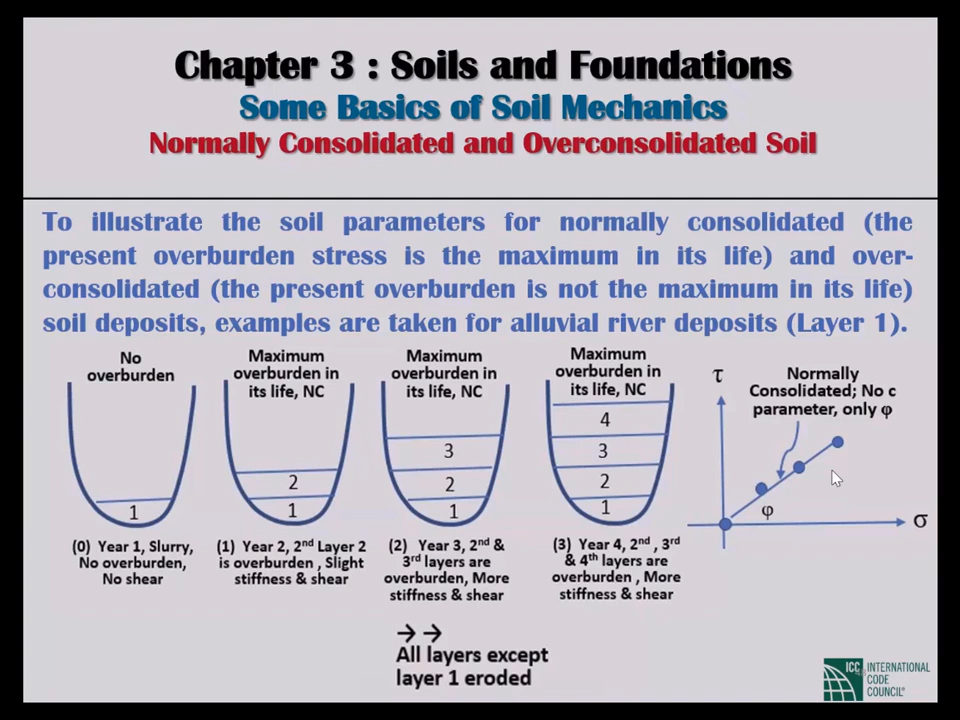 Chapter 3 : Soils and Foundations
Some Basics of Soil Mechanics
Normally Consolidated and Overconsolidated Soil
To illustrate the soil parameters for normally consolidated (the
present overburden stress is the maximum in its life) and over-
consolidated (the present overburden is not the maximum in its life)
soil deposits, examples are taken for alluvial river deposits (Layer 1).
No
overburden
1
(0) Year 1, Slurry,
No overburden,
No shear
Maximum
overburden in
its life, NC
2
1
(1) Year 2, 2nd Layer 2
is overburden , Slight
stiffness & shear
Maximum
overburden in
its life, NC
3
2
1
(2) Year 3, 2nd &
3rd layers are
overburden, More
stiffness & shear
Maximum
overburden in
its life, NC
4
3
2
1
(3) Year 4, 2nd , 3rd
& 4th layers are
overburden , More
stiffness & shear
τ
Normally
Consolidated; No c
parameter, only φ
φ
σ
→ →
All layers except
layer 1 eroded
ICC INTERNATIONAL
CODE
COUNCIL®